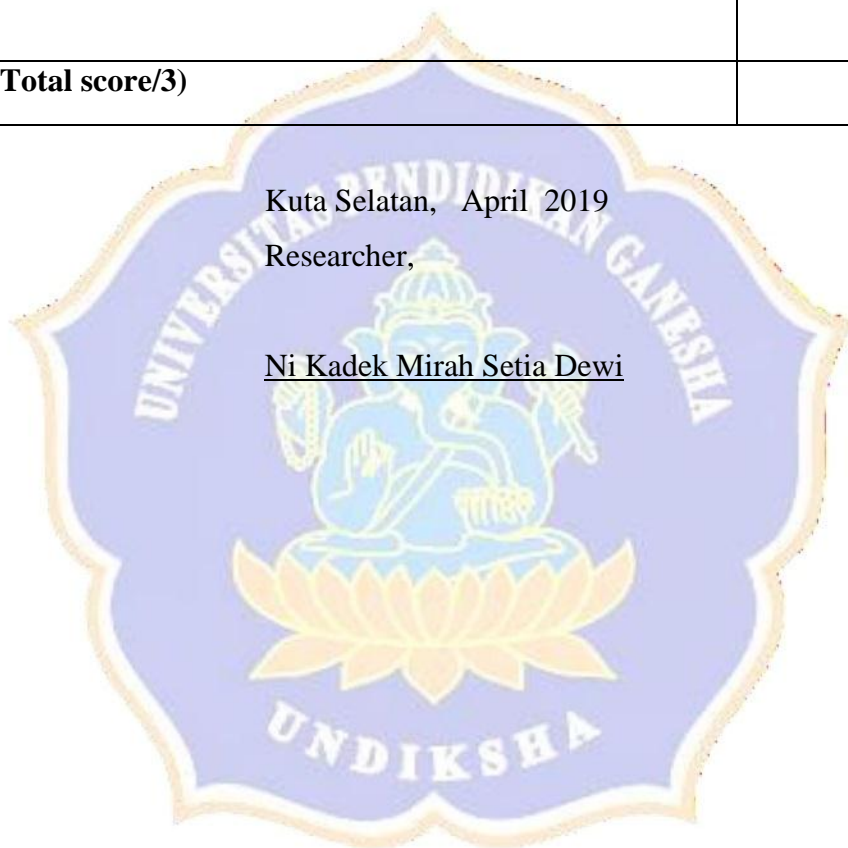 Total score/3)
Kuta Selatan, April 2019
Researcher,
Ni Kadek Mirah Setia Dewi
UNIVERSITAS PENDIDIKAN GANESHA
UNDIKSHA